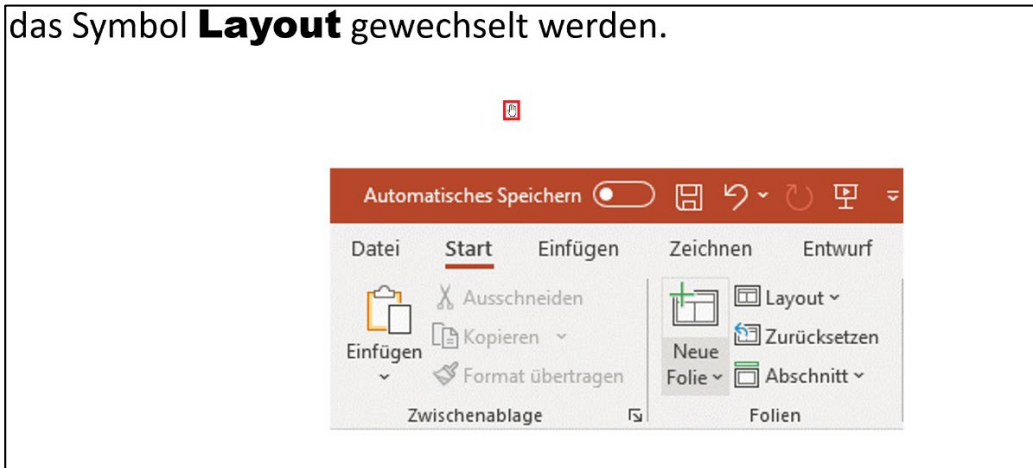 das Symbol Layout gewechselt werden.
Automatisches Speichern
Datei Start Einfügen Zeichnen Entwurf
Einfügen
Ausschneiden
Kopieren
Format übertragen
Zwischenablage
Neue
Folie
Layout
Zurücksetzen
Abschnitt
Folien